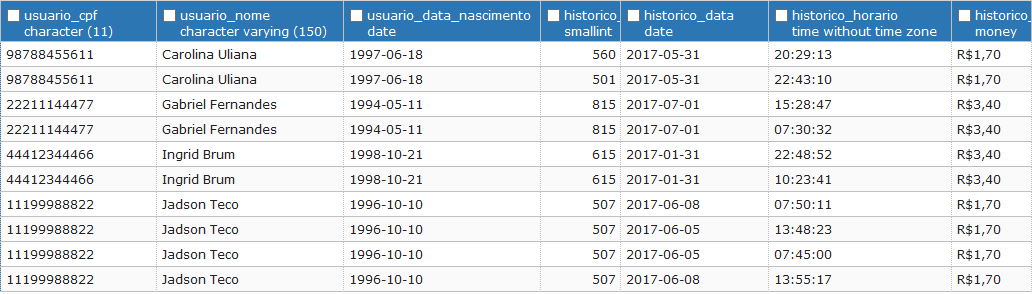 usuario_cpf usuario_nome usuario_data_nascimento historico_ historico_data historico_horario historico_
character (11) character varying (150) date smallint date time without time zone money
98788455611 Carolina Uliana 1997-06-18 560 2017-05-31 20:29:13 R$1,70
98788455611 Carolina Uliana 1997-06-18 501 2017-05-31 22:43:10 R$1,70
22211144477 Gabriel Fernandes 1994-05-11 815 2017-07-01 15:28:47 R$3,40
22211144477 Gabriel Fernandes 1994-05-11 815 2017-07-01 07:30:32 R$3,40
44412344466 Ingrid Brum 1998-10-21 615 2017-01-31 22:48:52 R$3,40
44412344466 Ingrid Brum 1998-10-21 615 2017-01-31 10:23:41 R$3,40
11199988822 Jadson Teco 1996-10-10 507 2017-06-08 07:50:11 R$1,70
11199988822 Jadson Teco 1996-10-10 507 2017-06-05 13:48:23 R$1,70
11199988822 Jadson Teco 1996-10-10 507 2017-06-05 07:45:00 R$1,70
11199988822 Jadson Teco 1996-10-10 507 2017-06-08 13:55:17 R$1,70